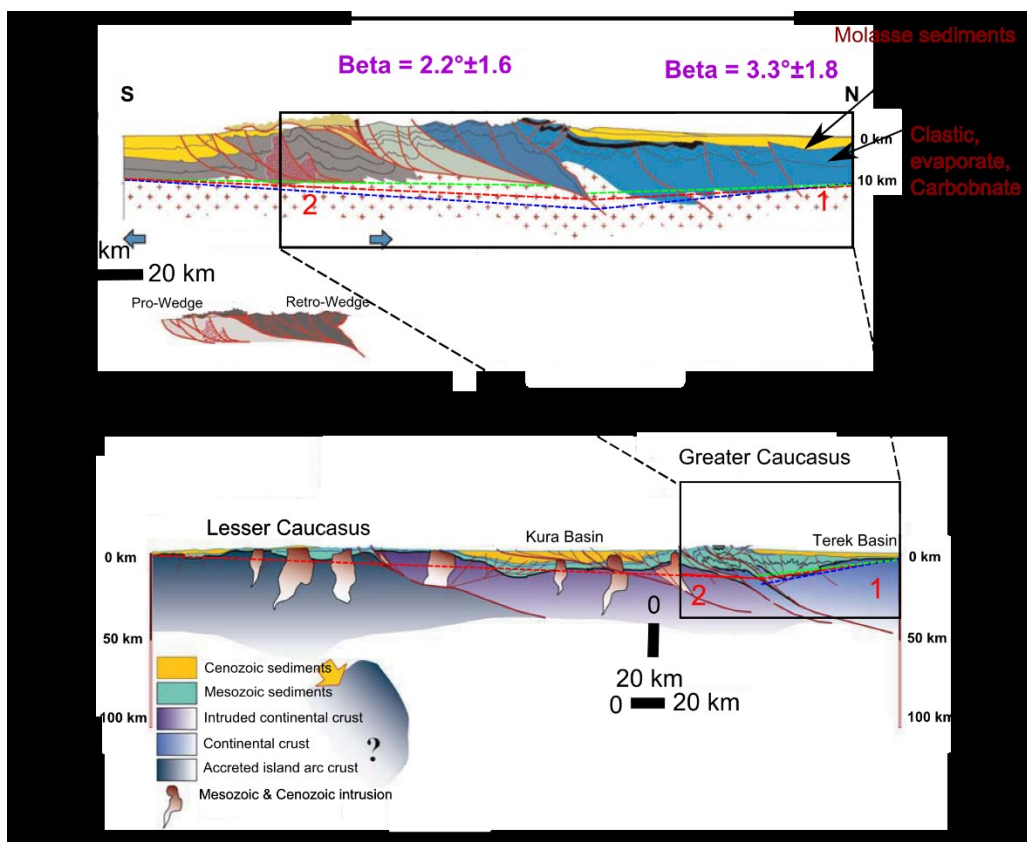 Molasse sediments
Beta = 2.2°±1.6
Beta = 3.3°±1.8
S
N
0 km
Clastic,
evaporate,
Carbobnate
10 km
2
1
km
20 km
Pro-Wedge
Retro-Wedge
Greater Caucasus
Lesser Caucasus
Kura Basin
Terek Basin
0 km
0 km
2
1
0
50 km
50 km
20 km
0
20 km
Cenozoic sediments
Mesozoic sediments
Intruded continental crust
Continental crust
Accreted island arc crust
Mesozoic & Cenozoic intrusion
?
100 km
100 km